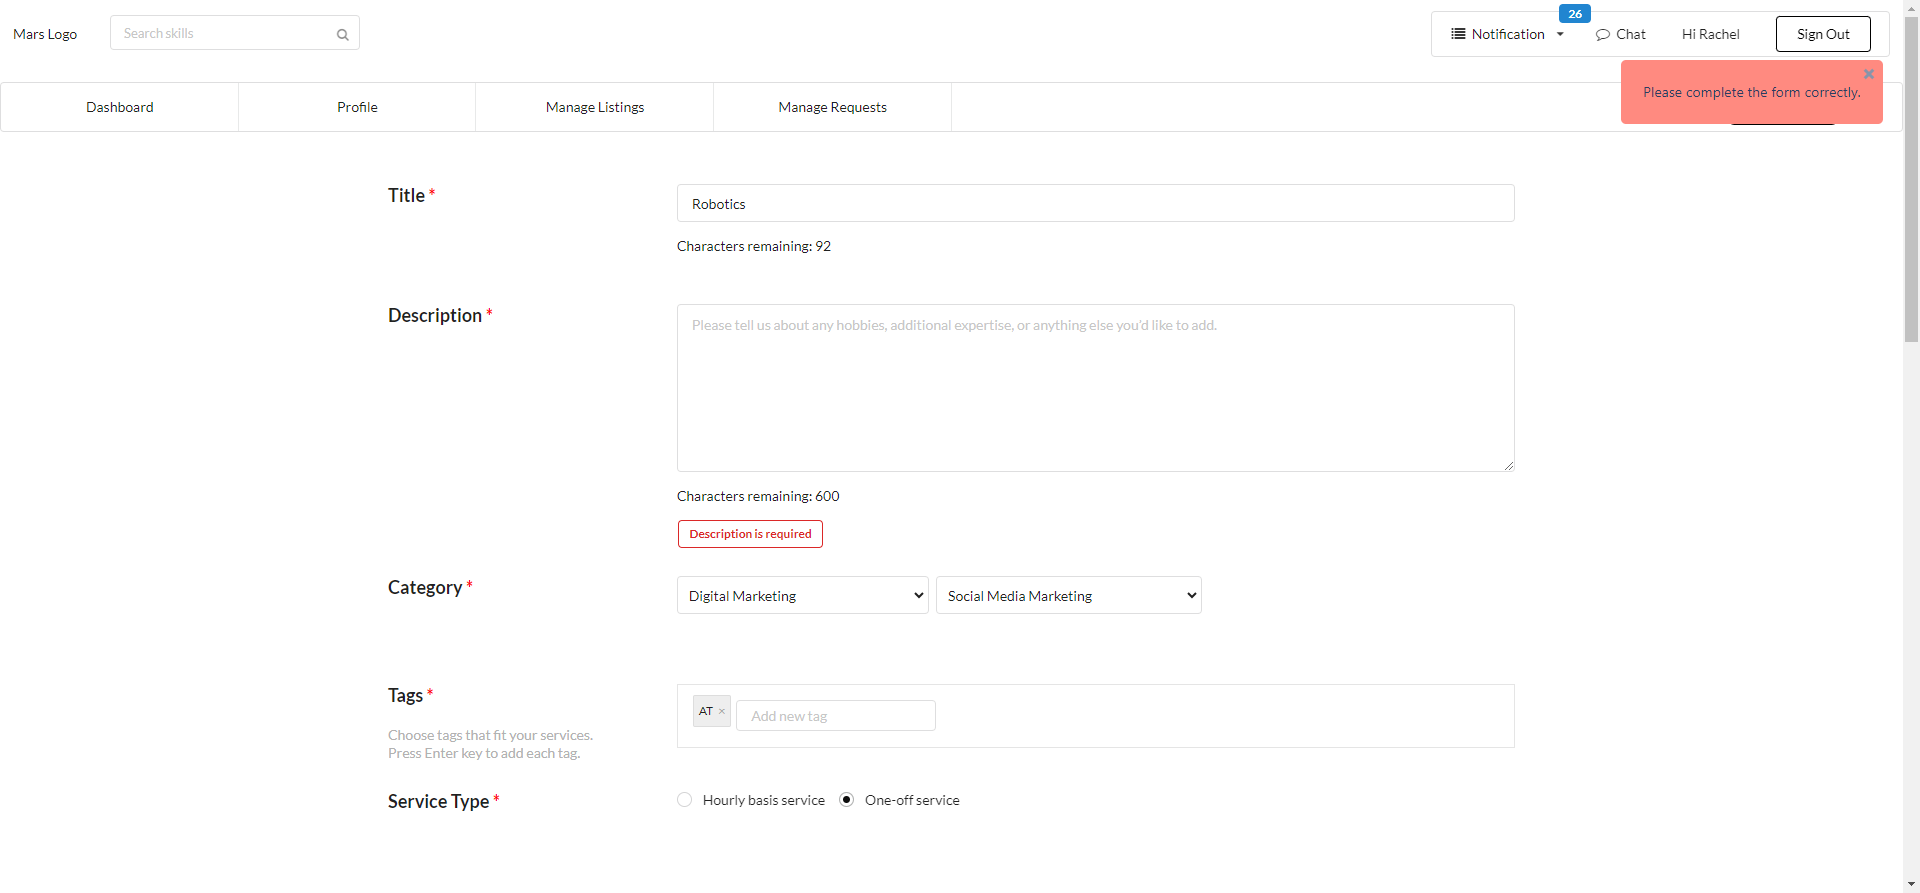 Mars Logo
Search skills
26
Notification
Chat
Hi Rachel
Sign Out
Please complete the form correctly.
Dashboard
Profile
Manage Listings
Manage Requests
Title *
Robotics
Characters remaining: 92
Description *
Please tell us about any hobbies, additional expertise, or anything else you'd like to add.
Characters remaining: 600
Description is required
Category *
Digital Marketing
Social Media Marketing
Tags *
AT ×
Add new tag
Choose tags that fit your services.
Press Enter key to add each tag.
Service Type *
Hourly basis service
One-off service